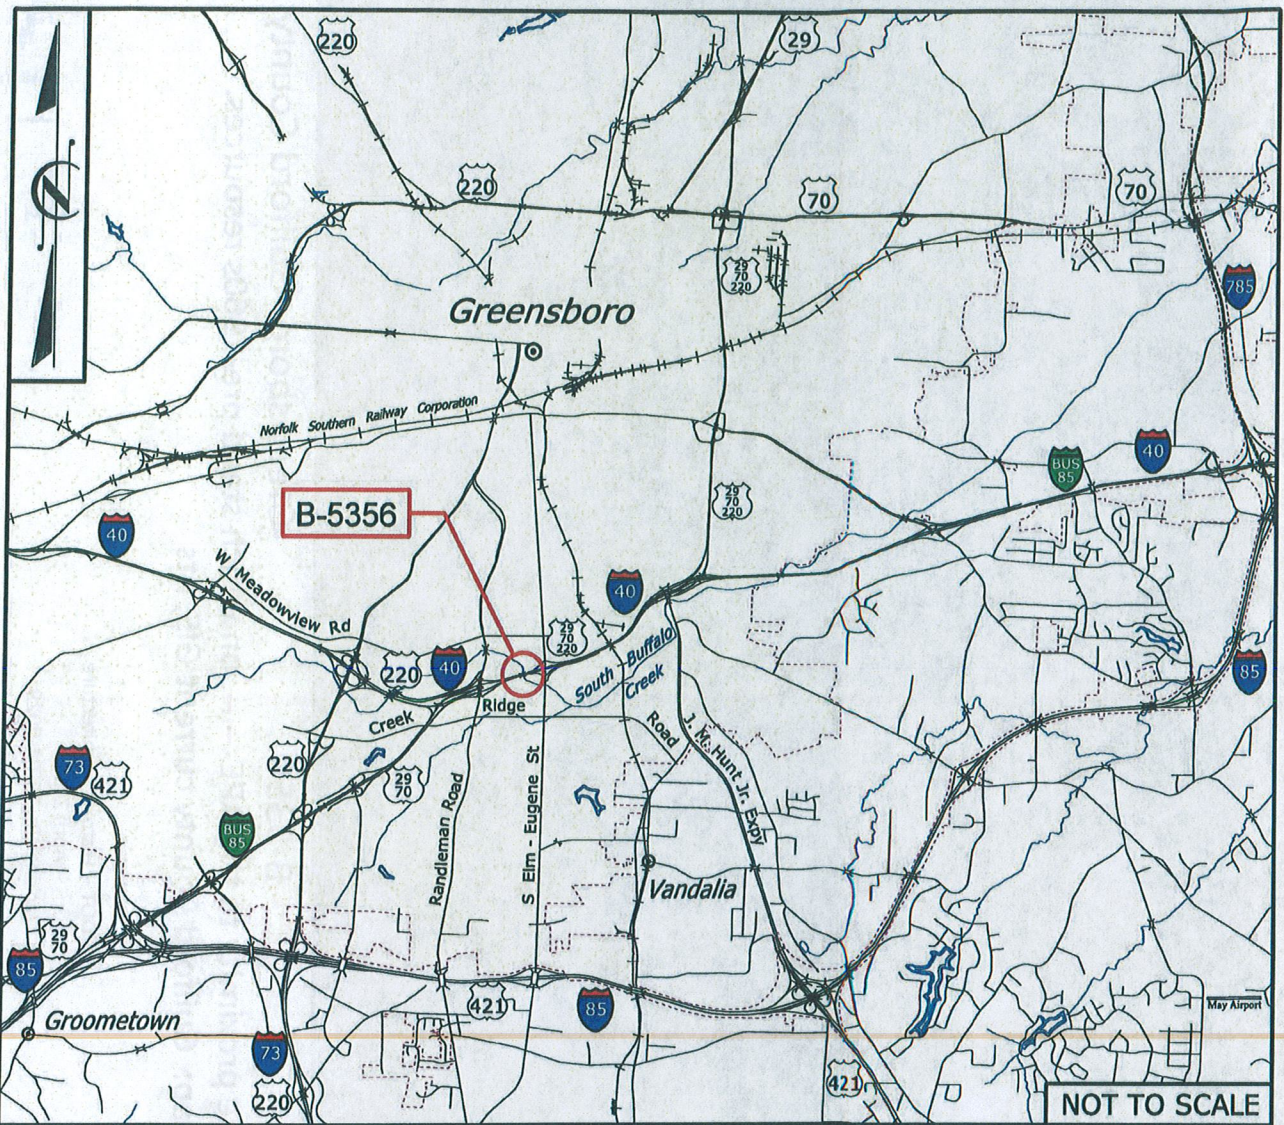 220
29
220
70
70
29
70
220
785
Greensboro
Norfolk Southern Railway Corporation
BUS
85
40
29
70
220
B-5356
40
W Meadowview Rd
40
29
70
220
South Buffalo
Creek
220
40
85
Creek
Ridge
Road
J. M. Hunt Jr. Expy
220
73
421
29
70
Randleman Road
S Elm - Eugene St
BUS
85
Vandalia
29
70
85
421
85
May Airport
Groometown
73
220
421
NOT TO SCALE